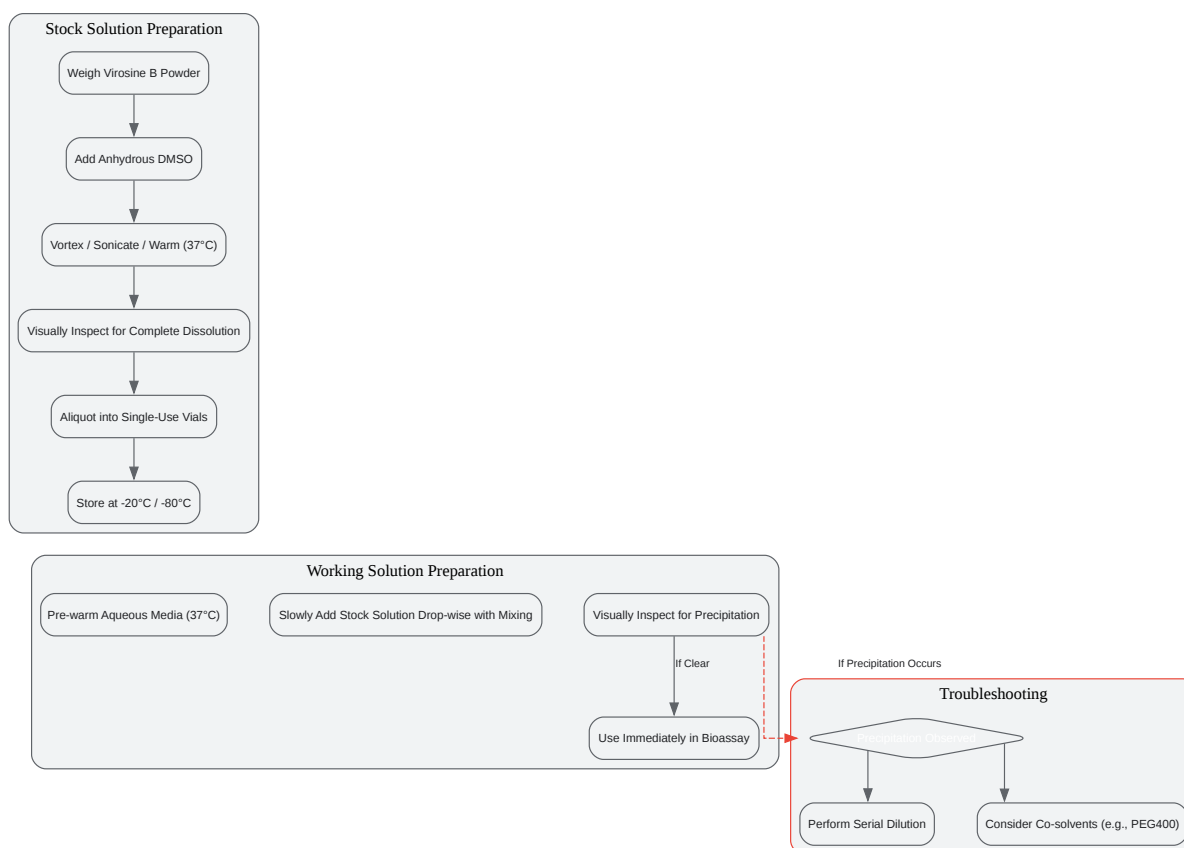 Stock Solution Preparation
Weigh Virosine B Powder
Add Anhydrous DMSO
Vortex / Sonicate / Warm (37°C)
Visually Inspect for Complete Dissolution
Aliquot into Single-Use Vials
Store at -20°C / -80°C
Working Solution Preparation
Pre-warm Aqueous Media (37°C)
Slowly Add Stock Solution Drop-wise with Mixing
Visually Inspect for Precipitation
If Clear
Use Immediately in Bioassay
If Precipitation Occurs
Troubleshooting
Precipitation Observed
Perform Serial Dilution
Consider Co-solvents (e.g., PEG400)